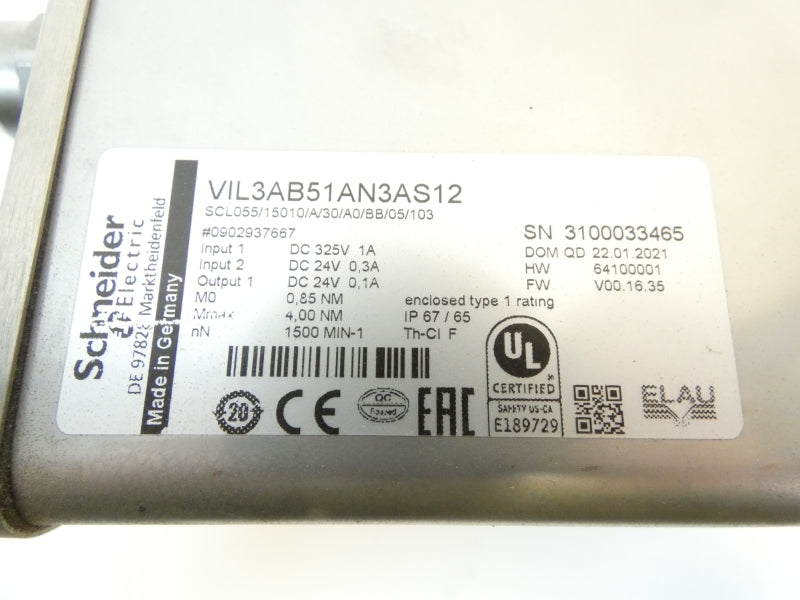 Schneider
Electric
DE 97828 Marktheidenfeld
Made in Germany
VIL3AB51AN3AS12
SCL055/15010/A/30/A0/BB/05/103
#0902937667
Input 1 DC 325V 1A
Input 2 DC 24V 0,3A
Output 1 DC 24V 0,1A
M0 0,85 NM
Mmax 4,00 NM
nN 1500 MIN-1
enclosed type 1 rating
IP 67 / 65
Th-Cl F
SN 3100033465
DOM QD 22.01.2021
HW 64100001
FW V00.16.35
20
CE
QC
Passed
EAC
UL
®
CERTIFIED
SAFETY US-CA
E189729
ELAU